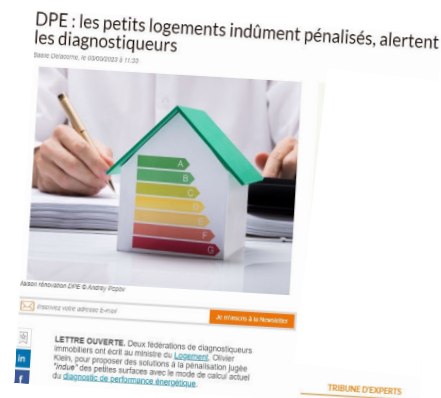 DPE : les petits logements indûment pénalisés, alertent
les diagnostiqueurs
le 03/03/2023 à 11:55
A
B
C
D
E
F
G
rénovation DPE © Andrey Popov
Inscrivez votre adresse E-mail
Je m'inscris à la Newsletter
LETTRE OUVERTE. Deux fédérations de diagnostiqueurs
immobiliers ont écrit au ministre du Logement, Olivier
Klein, pour proposer des solutions à la pénalisation jugée
"indue" des petites surfaces avec le mode de calcul actuel
du diagnostic de performance énergétique.
in
f
TRIBUNE D'EXPERTS